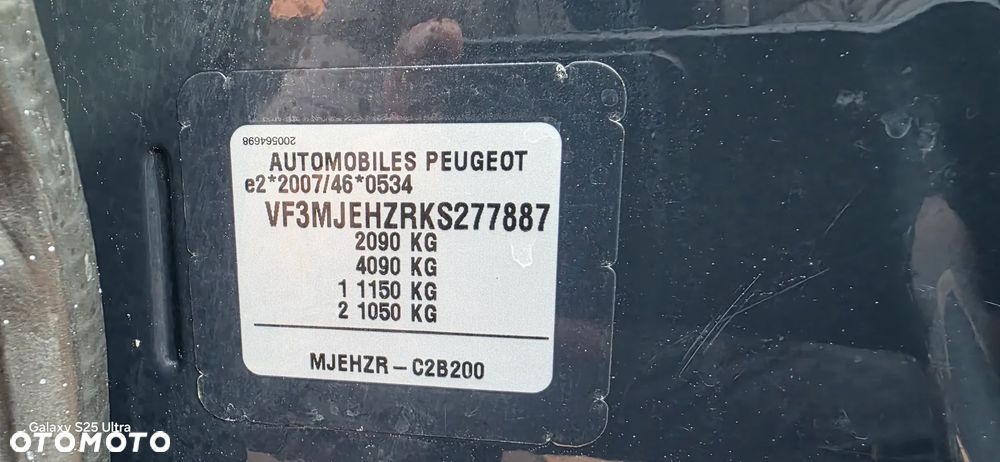 200564698
AUTOMOBILES PEUGEOT
e2*2007/46*0534
VF3MJEHZRKS277887
2090 KG
4090 KG
1 1150 KG
2 1050 KG
MJEHZR – C2B200
Galaxy S25 Ultra
OTOMOTO